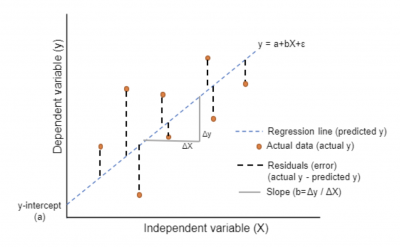 y = a+bX+ε
Dependent variable (y)
Δy
ΔX
Regression line (predicted y)
Actual data (actual y)
Residuals (error)
(actual y - predicted y)
Slope (b=Δy / ΔX)
y-intercept
(a)
Independent variable (X)